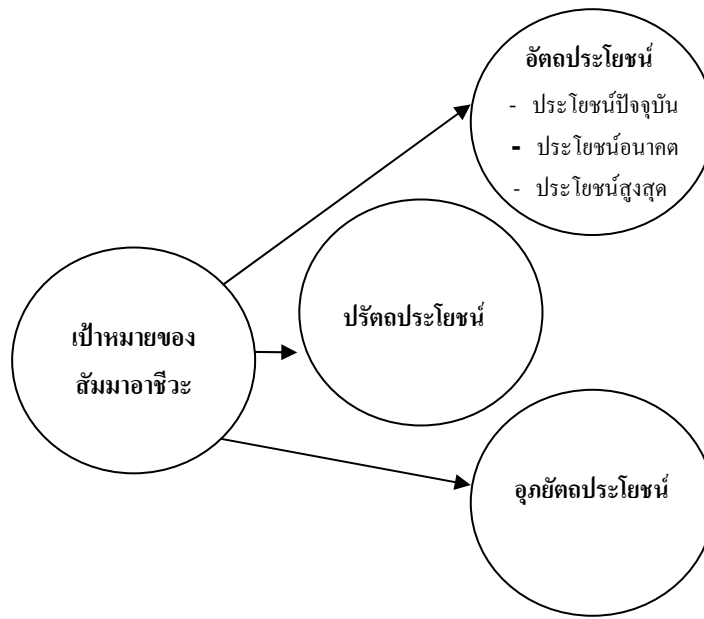 อัตถประโยชน์
- ประโยชน์ปัจจุบัน
- ประโยชน์อนาคต
- ประโยชน์สูงสุด
ปรัตถประโยชน์
เป้าหมายของ
สัมมาอาชีวะ
อุภยัตถประโยชน์